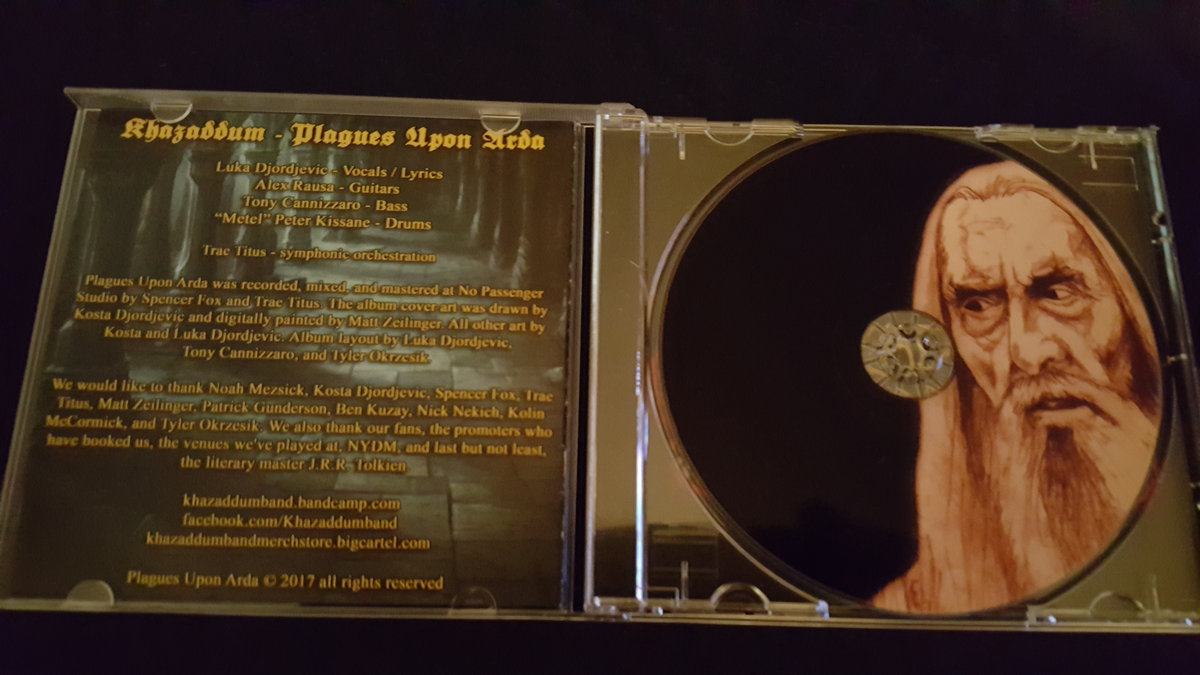 Khazaddum - Plagues Upon Arda
Luka Djordjevic - Vocals / Lyrics
Alex Rausa - Guitars
Tony Cannizzaro - Bass
“Metel” Peter Kissane - Drums
Trae Titus - symphonic orchestration
Plagues Upon Arda was recorded, mixed, and mastered at No Passenger
Studio by Spencer Fox and Trae Titus. The album cover art was drawn by
Kosta Djordjevic and digitally painted by Matt Zeilinger. All other art by
Kosta and Luka Djordjevic. Album layout by Luka Djordjevic,
Tony Cannizzaro, and Tyler Okrzesik.
We would like to thank Noah Mezsick, Kosta Djordjevic, Spencer Fox, Trae
Titus, Matt Zeilinger, Patrick Gunderson, Ben Kuzay, Nick Nekich, Kolin
McCormick, and Tyler Okrzesik. We also thank our fans, the promoters who
have booked us, the venues we've played at, NYDM, and last but not least,
the literary master J.R.R. Tolkien
khazaddumband.bandcamp.com
facebook.com/Khazaddumband
khazaddumbandmerchstore.bigcartel.com
Plagues Upon Arda © 2017 all rights reserved